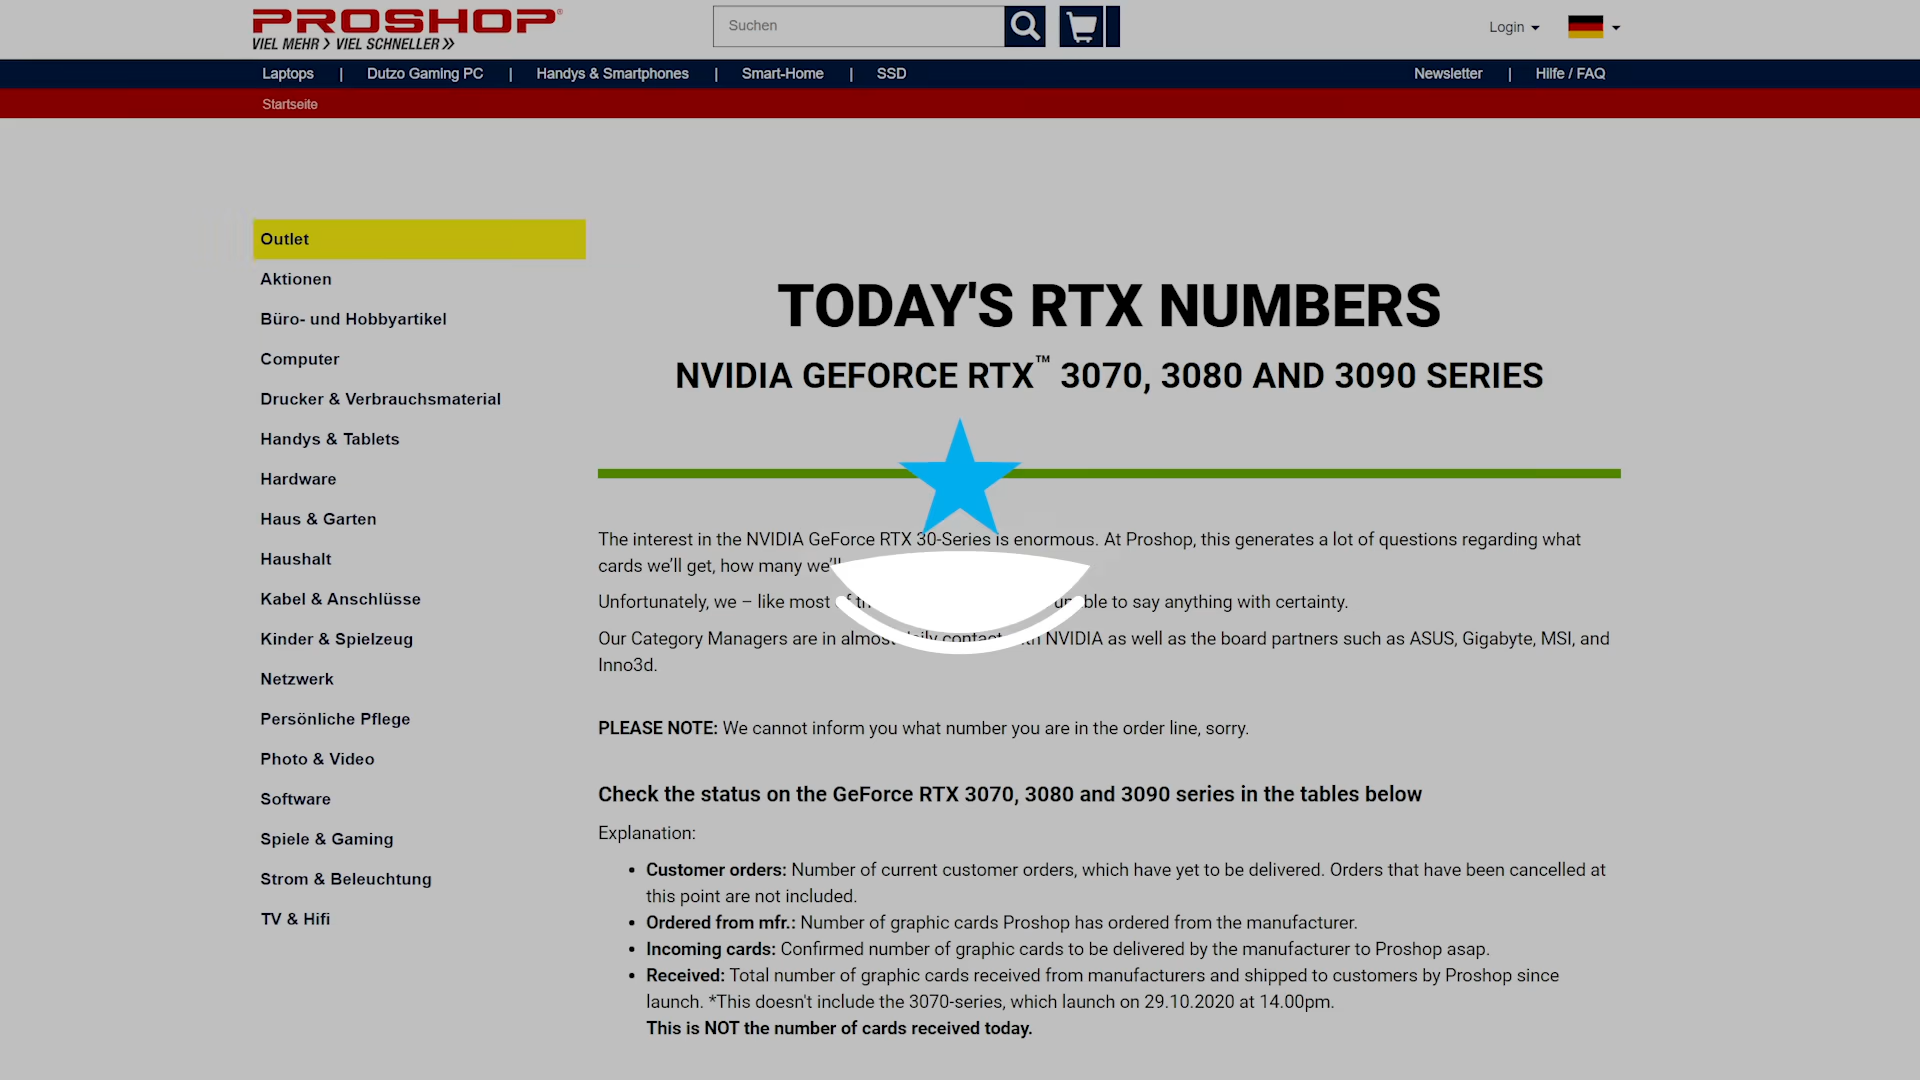 PROSHOP®
VIEL MEHR > VIEL SCHNELLER >>
Suchen
Login
Laptops | Dutzo Gaming PC | Handys & Smartphones | Smart-Home | SSD
Newsletter | Hilfe / FAQ
Startseite
Outlet
Aktionen
Büro- und Hobbyartikel
Computer
Drucker & Verbrauchsmaterial
Handys & Tablets
Hardware
Haus & Garten
Haushalt
Kabel & Anschlüsse
Kinder & Spielzeug
Netzwerk
Persönliche Pflege
Photo & Video
Software
Spiele & Gaming
Strom & Beleuchtung
TV & Hifi
TODAY'S RTX NUMBERS
NVIDIA GEFORCE RTX™ 3070, 3080 AND 3090 SERIES
The interest in the NVIDIA GeForce RTX 30-Series is enormous. At Proshop, this generates a lot of questions regarding what
cards we’ll get, how many we’ll
Unfortunately, we – like most to say anything with certainty.
Our Category Managers are in almost daily contact with NVIDIA as well as the board partners such as ASUS, Gigabyte, MSI, and
Inno3d.
PLEASE NOTE: We cannot inform you what number you are in the order line, sorry.
Check the status on the GeForce RTX 3070, 3080 and 3090 series in the tables below
Explanation:
• Customer orders: Number of current customer orders, which have yet to be delivered. Orders that have been cancelled at
this point are not included.
• Ordered from mfr.: Number of graphic cards Proshop has ordered from the manufacturer.
• Incoming cards: Confirmed number of graphic cards to be delivered by the manufacturer to Proshop asap.
• Received: Total number of graphic cards received from manufacturers and shipped to customers by Proshop since
launch. *This doesn't include the 3070-series, which launch on 29.10.2020 at 14.00pm.
This is NOT the number of cards received today.